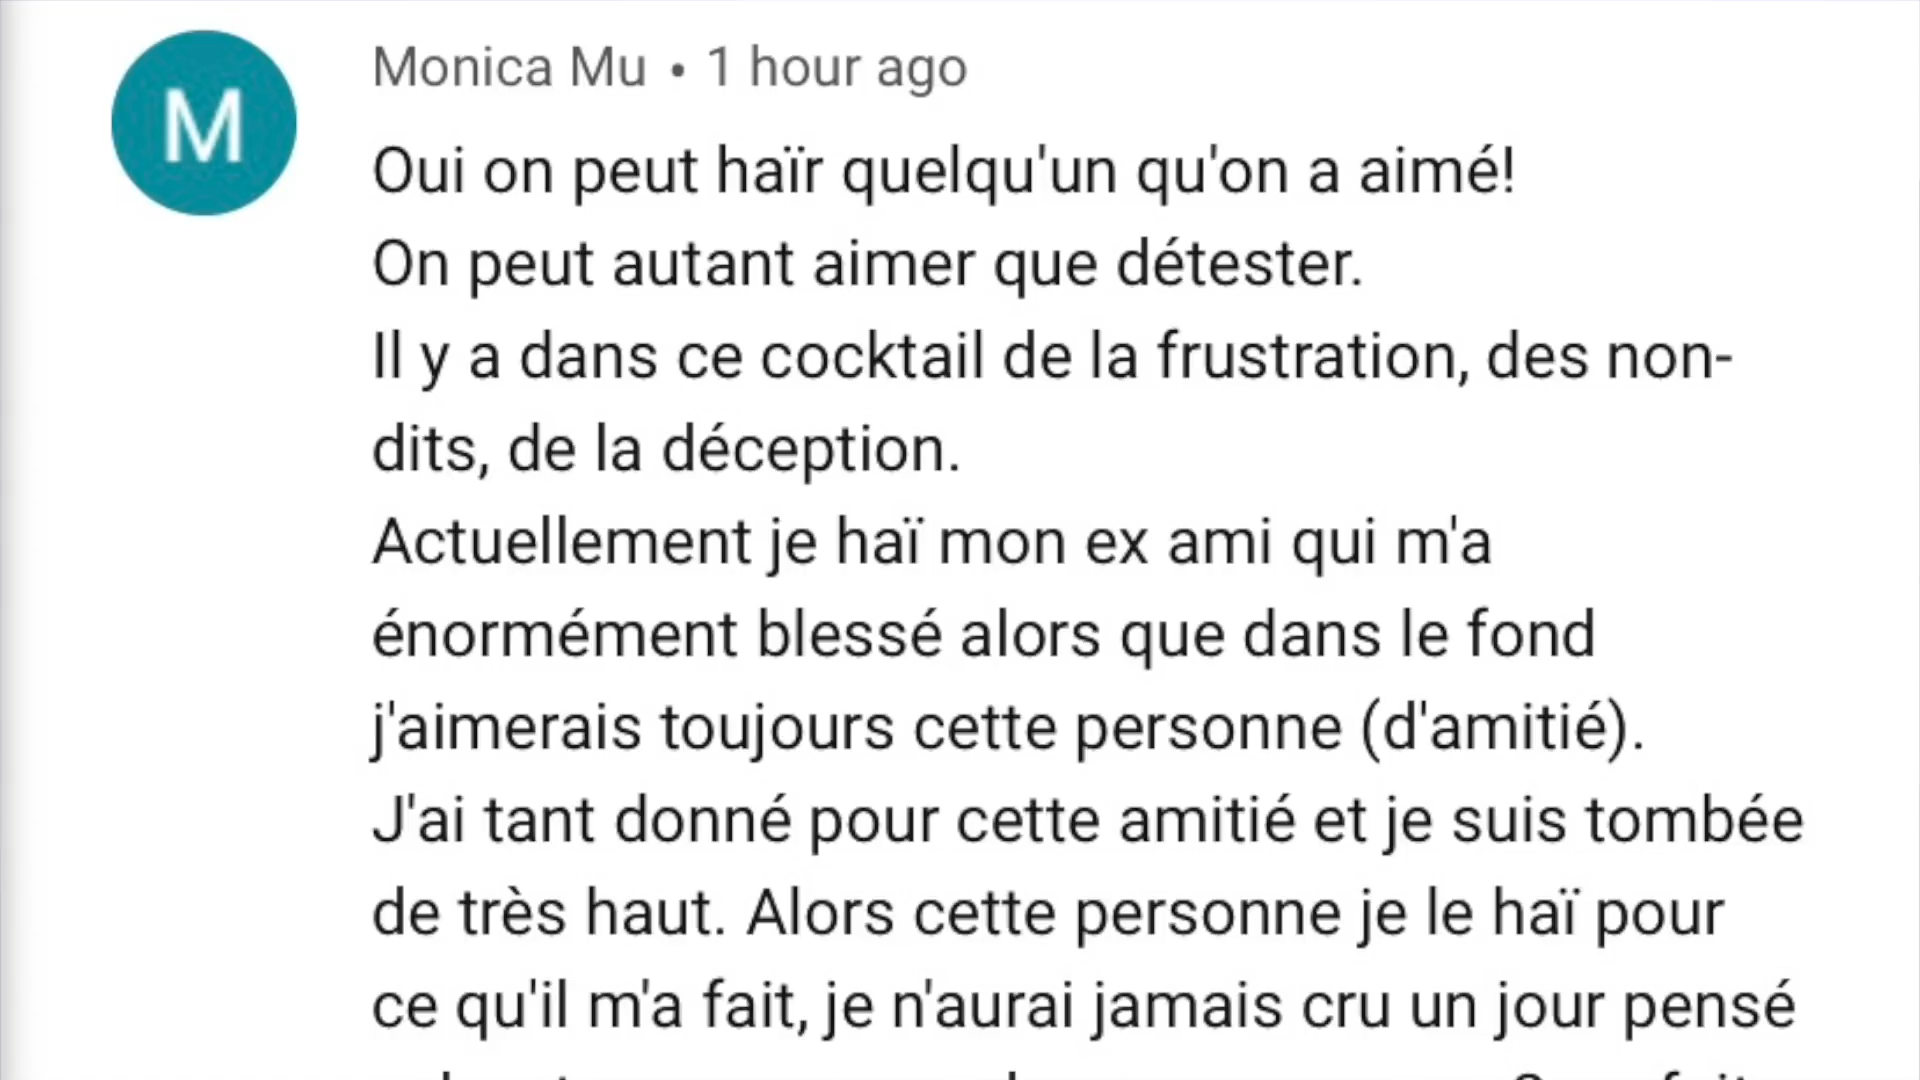 M
Monica Mu • 1 hour ago
Oui on peut haïr quelqu'un qu'on a aimé!
On peut autant aimer que détester.
Il y a dans ce cocktail de la frustration, des non-
dits, de la déception.
Actuellement je haï mon ex ami qui m'a
énormément blessé alors que dans le fond
j'aimerais toujours cette personne (d'amitié).
J'ai tant donné pour cette amitié et je suis tombée
de très haut. Alors cette personne je le haï pour
ce qu'il m'a fait, je n'aurai jamais cru un jour pensé